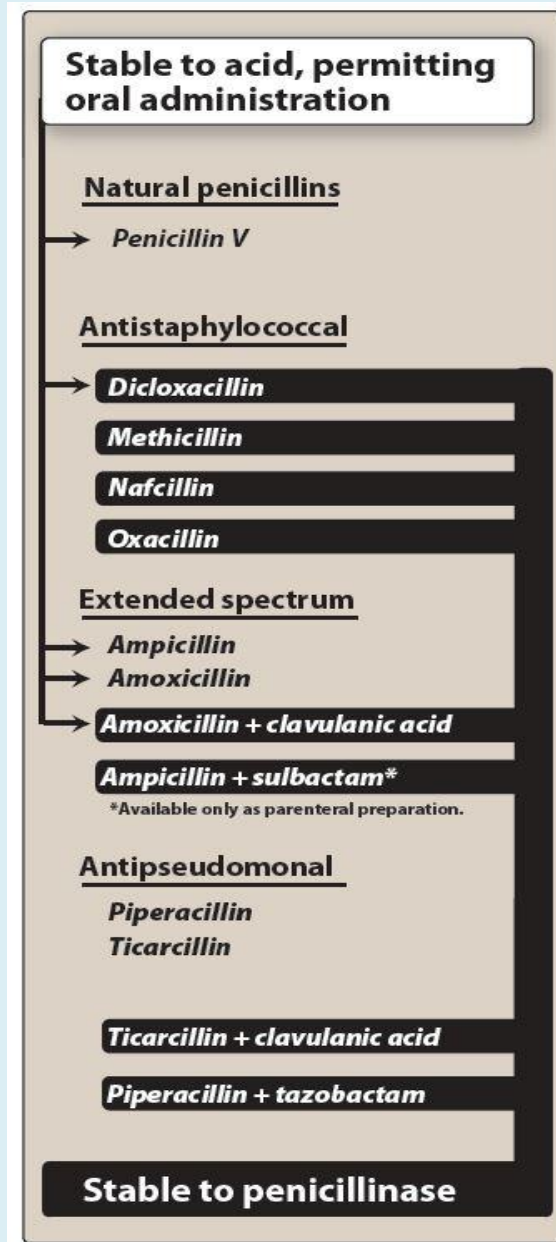 Stable to acid, permitting
oral administration
Natural penicillins
Penicillin V
Antistaphylococcal
Dicloxacillin
Methicillin
Nafcillin
Oxacillin
Extended spectrum
Ampicillin
Amoxicillin
Amoxicillin + clavulanic acid
Ampicillin + sulbactam*
*Available only as parenteral preparation.
Antipseudomonal
Piperacillin
Ticarcillin
Ticarcillin + clavulanic acid
Piperacillin + tazobactam
Stable to penicillinase